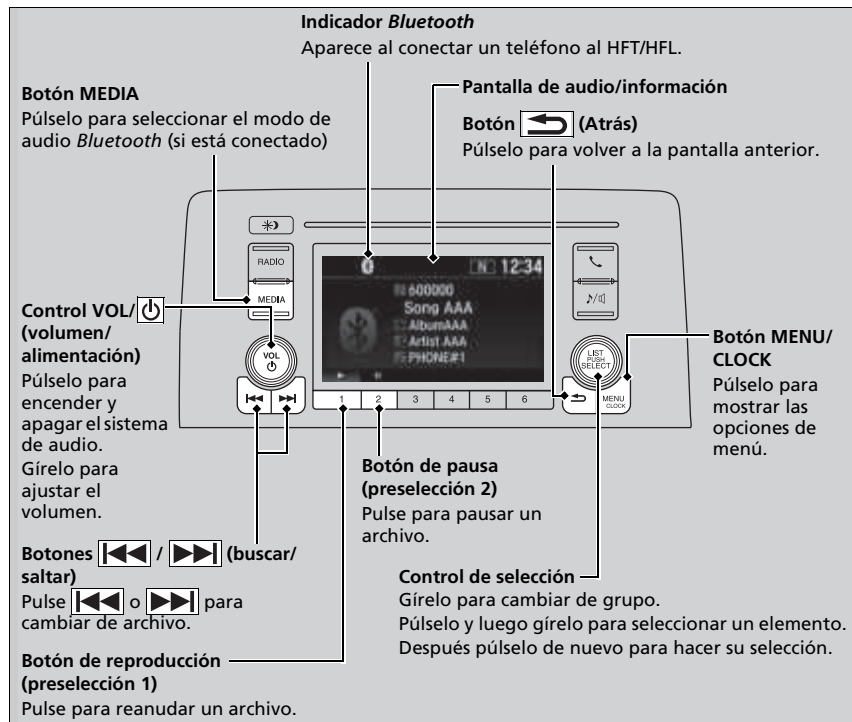 Indicador Bluetooth
Aparece al conectar un teléfono al HFT/HFL.
Botón MEDIA
Púlselo para seleccionar el modo de
audio Bluetooth (si está conectado)
Pantalla de audio/información
Botón (Atrás)
Púlselo para volver a la pantalla anterior.
RADIO
MEDIA
VOL
N 12:34
600000
Song AAA
AlbumAAA
Artist AAA
PHONE#1
1 2 3 4 5 6
LIST
PUSH
SELECT
MENU
CLOCK
Control VOL/
(volumen/
alimentación)
Púlselo para
encender y
apagar el sistema
de audio.
Gírelo para
ajustar el
volumen.
Botón MENU/
CLOCK
Púlselo para
mostrar las
opciones de
menú.
Botón de pausa
(preselección 2)
Pulse para pausar un
archivo.
Botones / (buscar/
saltar)
Pulse o para
cambiar de archivo.
Control de selección
Gírelo para cambiar de grupo.
Púlselo y luego gírelo para seleccionar un elemento.
Después púlselo de nuevo para hacer su selección.
Botón de reproducción
(preselección 1)
Pulse para reanudar un archivo.